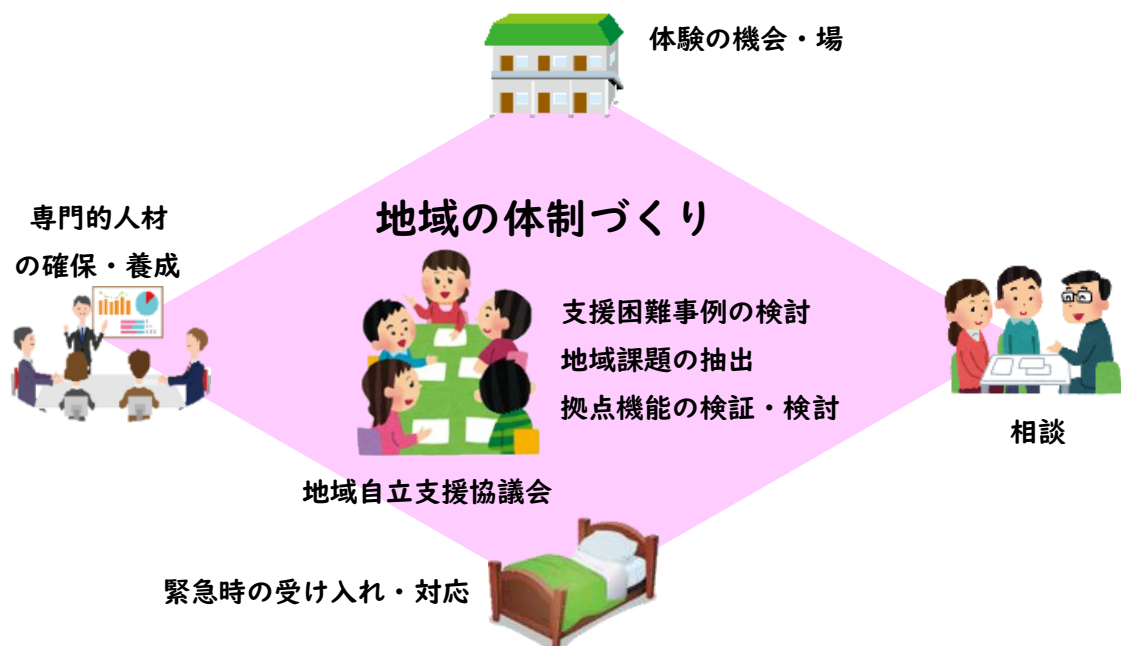 体験の機会・場
地域の体制づくり
専門的人材
の確保・養成
支援困難事例の検討
地域課題の抽出
拠点機能の検証・検討
相談
地域自立支援協議会
緊急時の受け入れ・対応